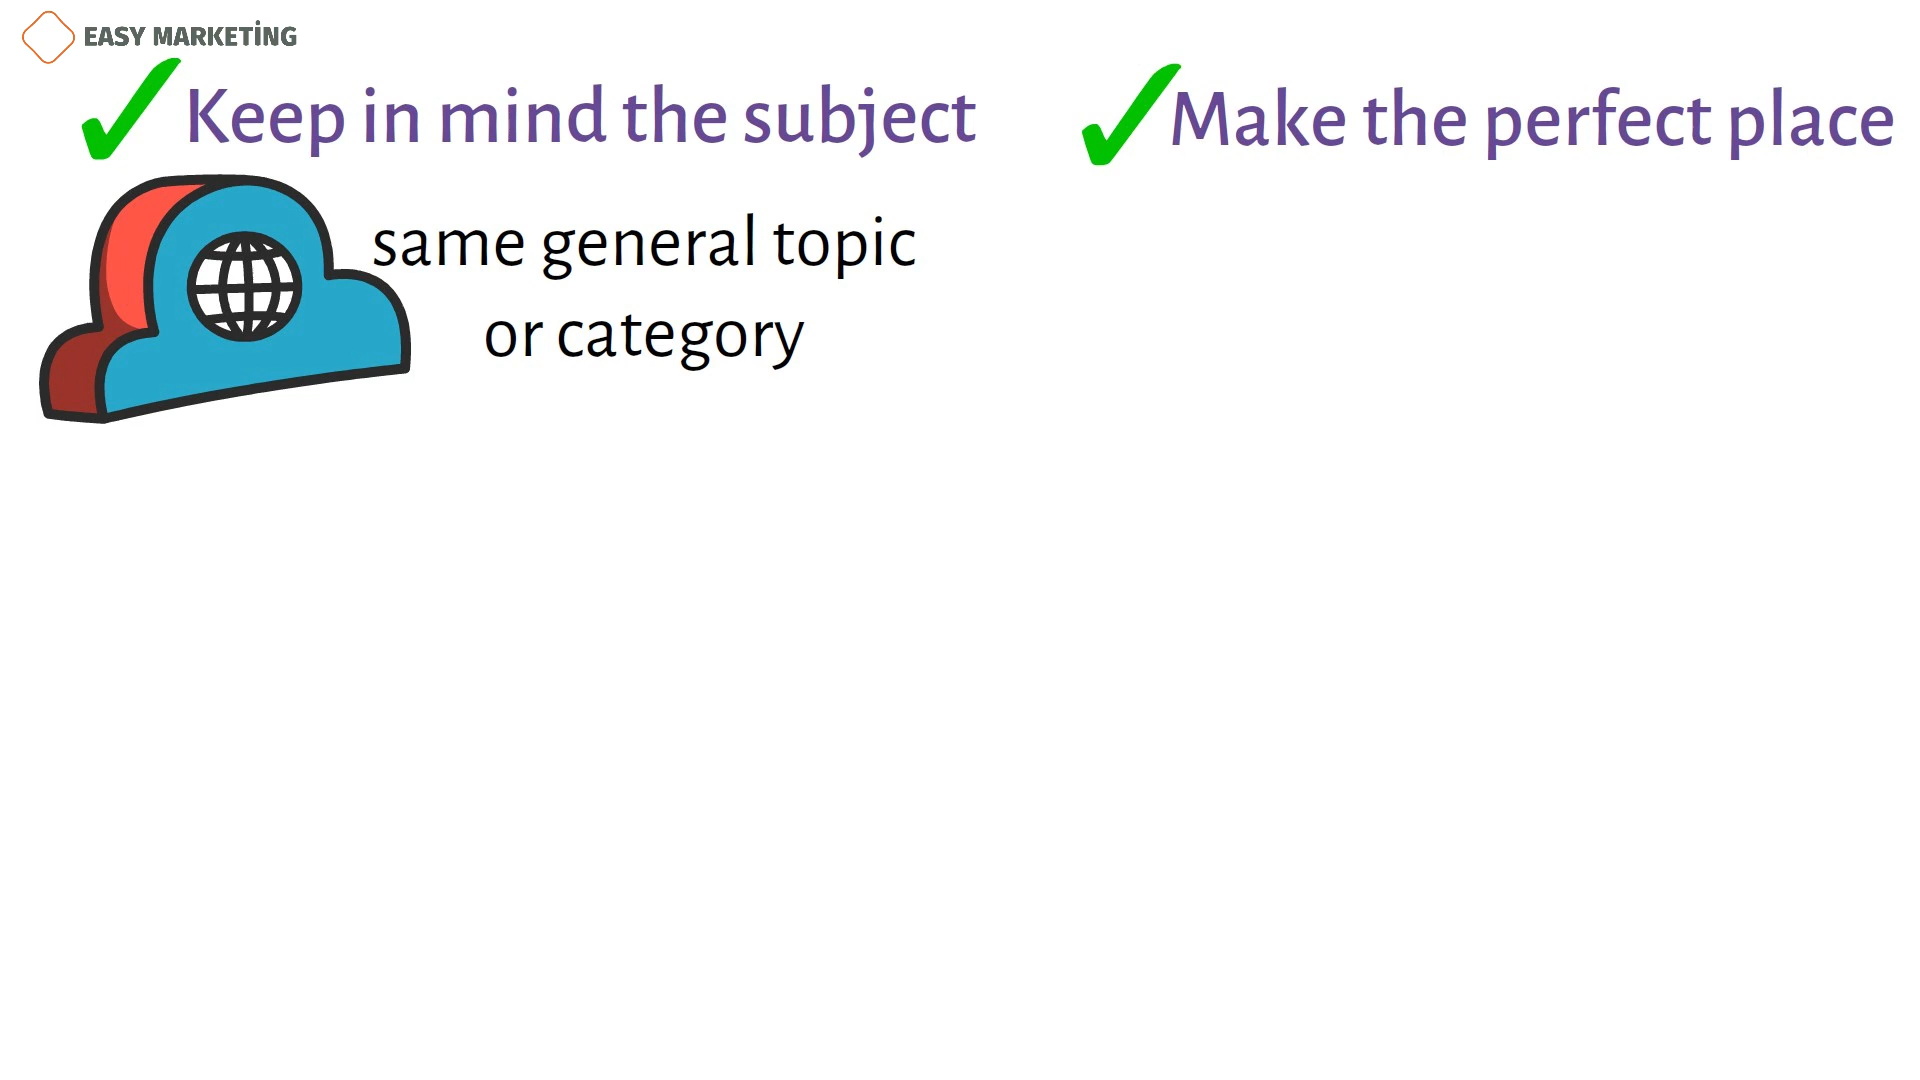 EASY MARKETİNG
Keep in mind the subject
same general topic
or category
Make the perfect place